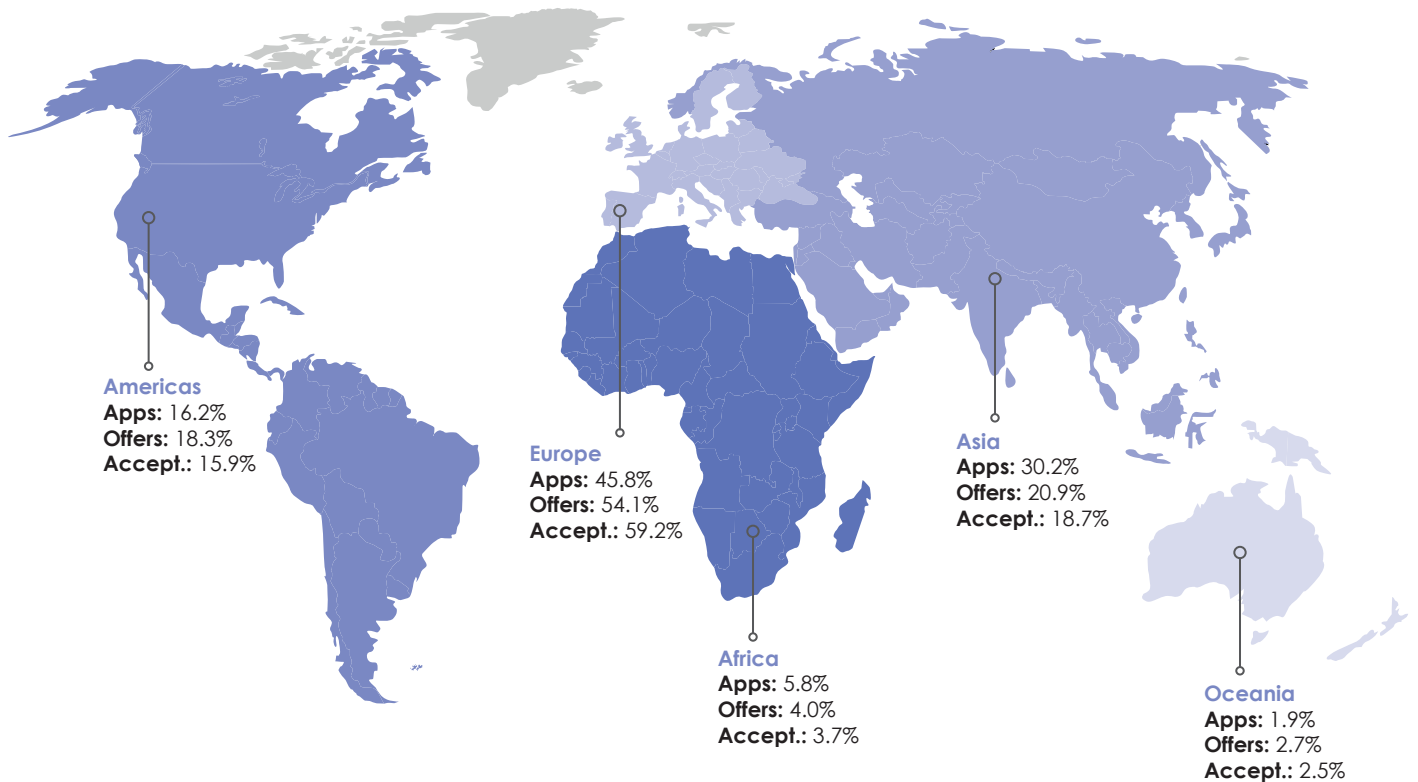 Americas
Apps: 16.2%
Offers: 18.3%
Accept.: 15.9%
Europe
Apps: 45.8%
Offers: 54.1%
Accept.: 59.2%
Asia
Apps: 30.2%
Offers: 20.9%
Accept.: 18.7%
Africa
Apps: 5.8%
Offers: 4.0%
Accept.: 3.7%
Oceania
Apps: 1.9%
Offers: 2.7%
Accept.: 2.5%